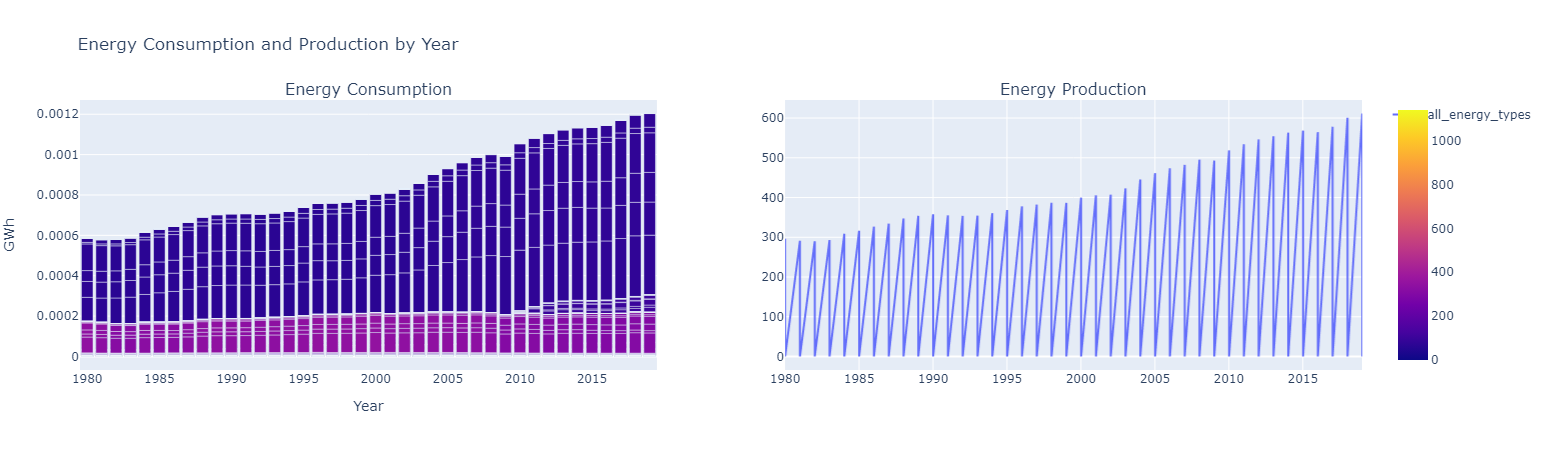 Energy Consumption and Production by Year
Energy Consumption
0.0012
0.001
0.0008
0.0006
0.0004
0.0002
0
GWh
1980 1985 1990 1995 2000 2005 2010 2015
Year
Energy Production
600
500
400
300
200
100
0
1980 1985 1990 1995 2000 2005 2010 2015
all_energy_types
1000
800
600
400
200
0